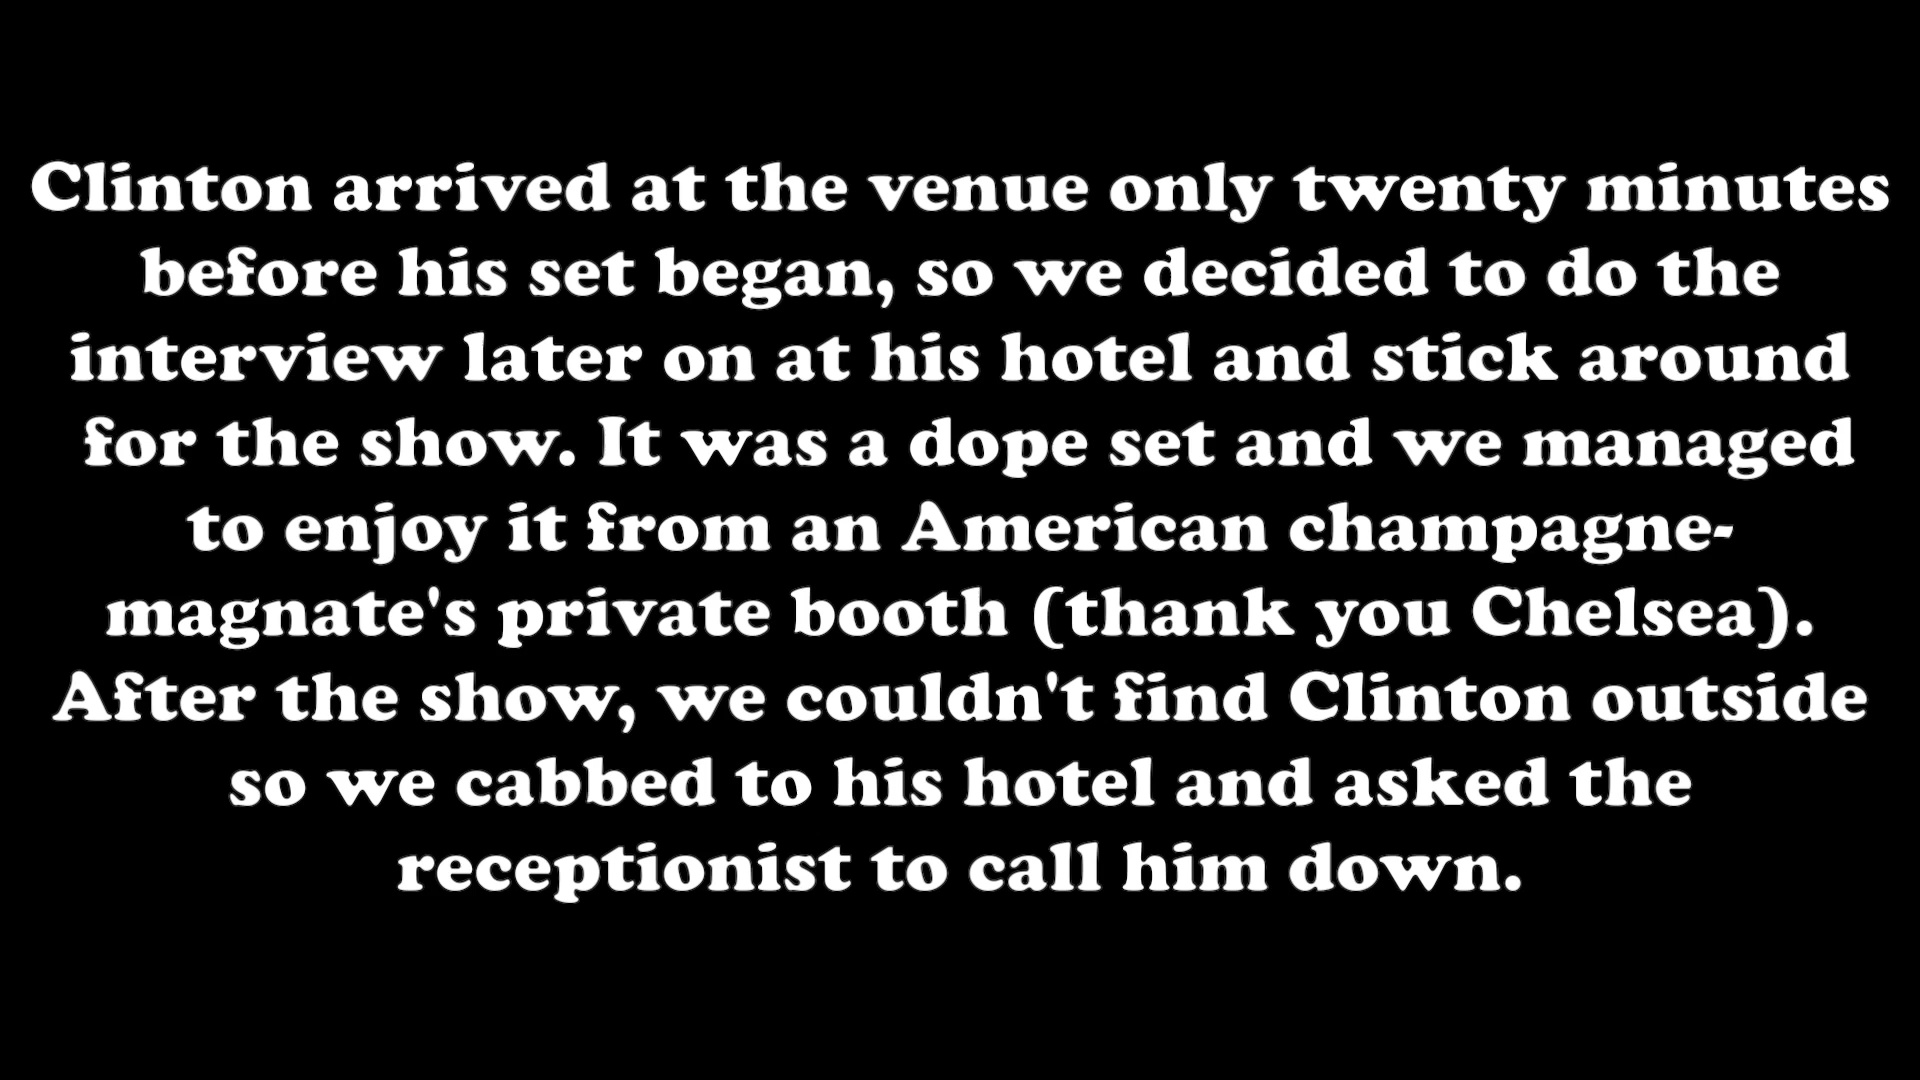 Clinton arrived at the venue only twenty minutes
before his set began, so we decided to do the
interview later on at his hotel and stick around
for the show. It was a dope set and we managed
to enjoy it from an American champagne-
magnate's private booth (thank you Chelsea).
After the show, we couldn't find Clinton outside
so we cabbed to his hotel and asked the
receptionist to call him down.